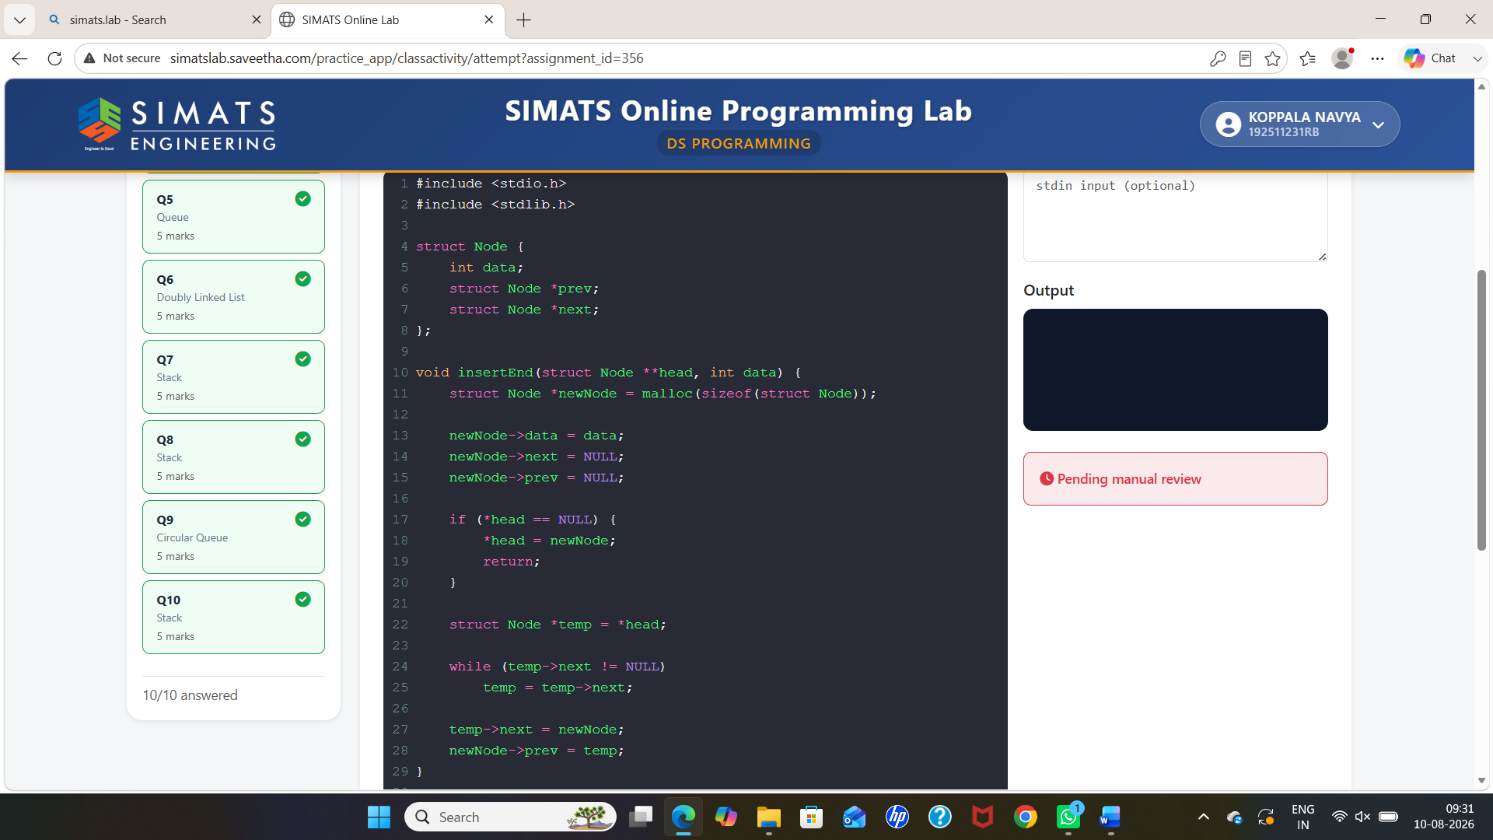 simats.lab - Search
SIMATS Online Lab
Not secure simatslab.saveetha.com/practice_app/classactivity/attempt?assignment_id=356
Chat
SIMATS
ENGINEERING
Engineer to Excel
SIMATS Online Programming Lab
DS PROGRAMMING
KOPPALA NAVYA
192511231RB
Q5
Queue
5 marks
Q6
Doubly Linked List
5 marks
Q7
Stack
5 marks
Q8
Stack
5 marks
Q9
Circular Queue
5 marks
Q10
Stack
5 marks
10/10 answered
1 #include <stdio.h>
2 #include <stdlib.h>
3
4 struct Node {
5     int data;
6     struct Node *prev;
7     struct Node *next;
8 };
9
10 void insertEnd(struct Node **head, int data) {
11     struct Node *newNode = malloc(sizeof(struct Node));
12
13     newNode->data = data;
14     newNode->next = NULL;
15     newNode->prev = NULL;
16
17     if (*head == NULL) {
18         *head = newNode;
19         return;
20     }
21
22     struct Node *temp = *head;
23
24     while (temp->next != NULL)
25         temp = temp->next;
26
27     temp->next = newNode;
28     newNode->prev = temp;
29 }
stdin input (optional)
Output
Pending manual review
Search
hp
1
ENG
IN
09:31
10-08-2026